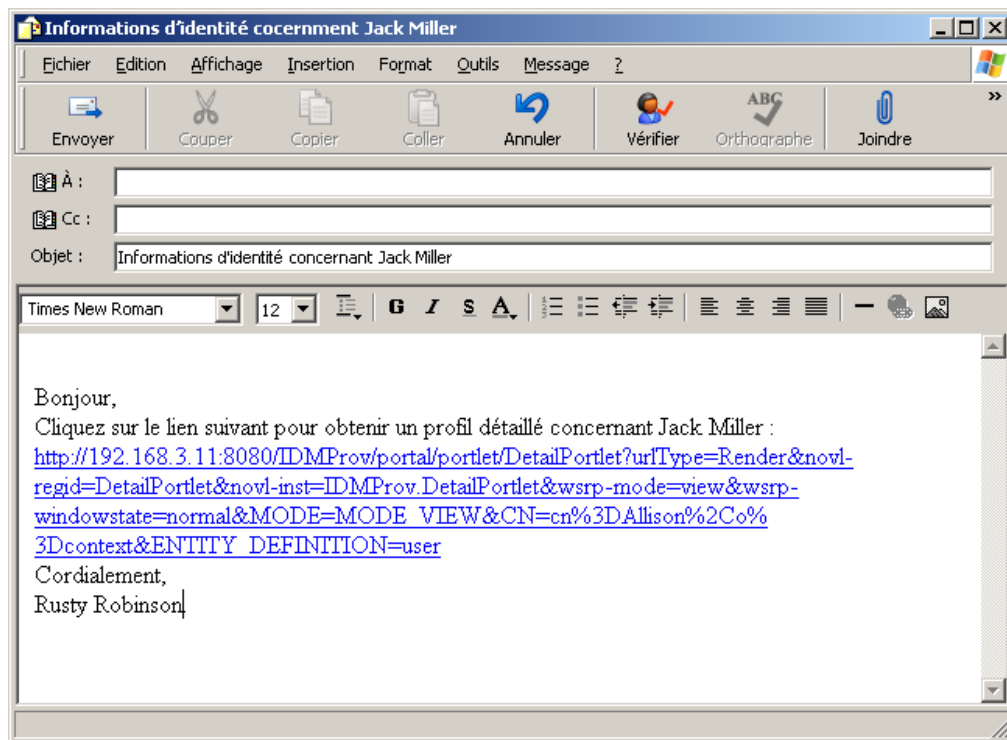 Informations d'identité cocernment Jack Miller
Fichier Edition Affichage Insertion Format Outils Message ?
Envoyer Couper Copier Coller Annuler Vérifier Orthographe Joindre »
À :
Cc :
Objet : Informations d'identité concernant Jack Miller
Times New Roman 12 G I S A
Bonjour,
Cliquez sur le lien suivant pour obtenir un profil détaillé concernant Jack Miller :
http://192.168.3.11:8080/IDMProv/portal/portlet/DetailPortlet?urlType=Render&novl-
regid=DetailPortlet&novl-inst=IDMProv.DetailPortlet&wsrp-mode=view&wsrp-
windowstate=normal&MODE=MODE_VIEW&CN=cn%3DAllison%2Co%
3Dcontext&ENTITY_DEFINITION=user
Cordialement,
Rusty Robinson